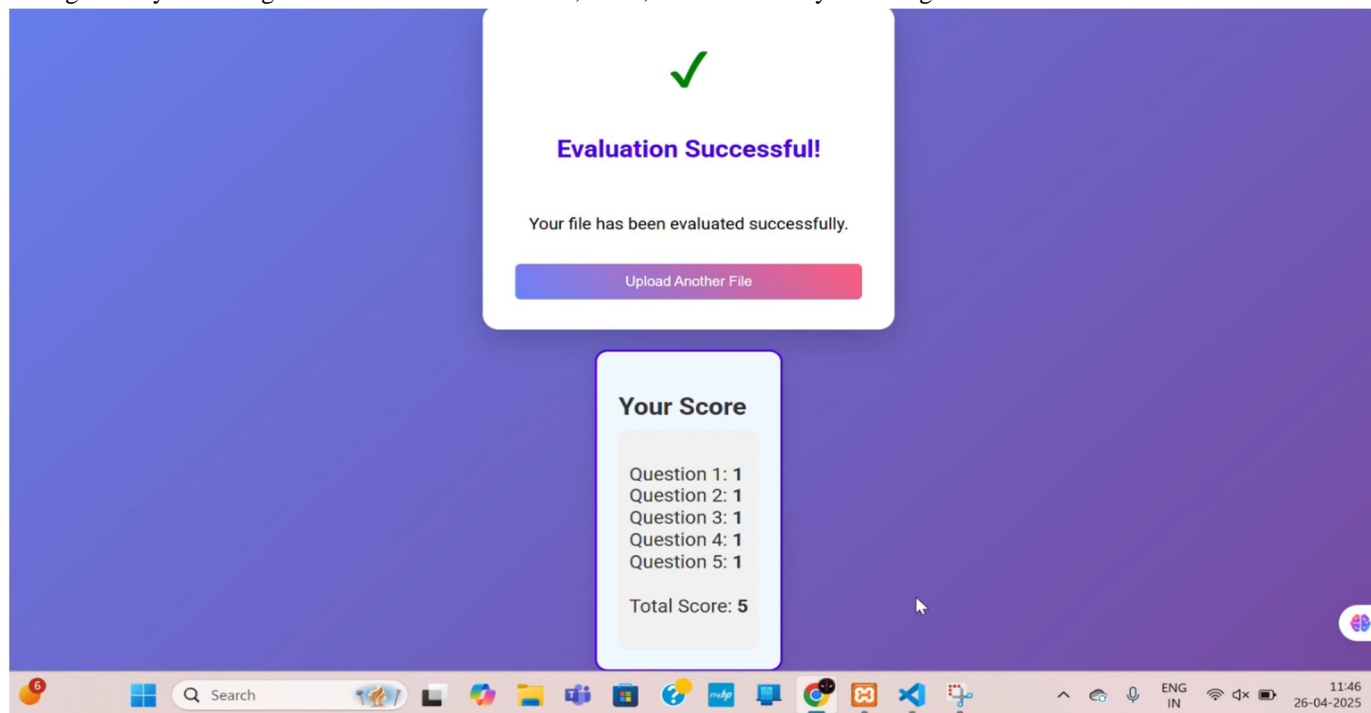 Evaluation Successful!
Your file has been evaluated successfully.
Upload Another File
Your Score
Question 1: 1
Question 2: 1
Question 3: 1
Question 4: 1
Question 5: 1
Total Score: 5
6
Search
myhp
ENG
IN
11:46
26-04-2025